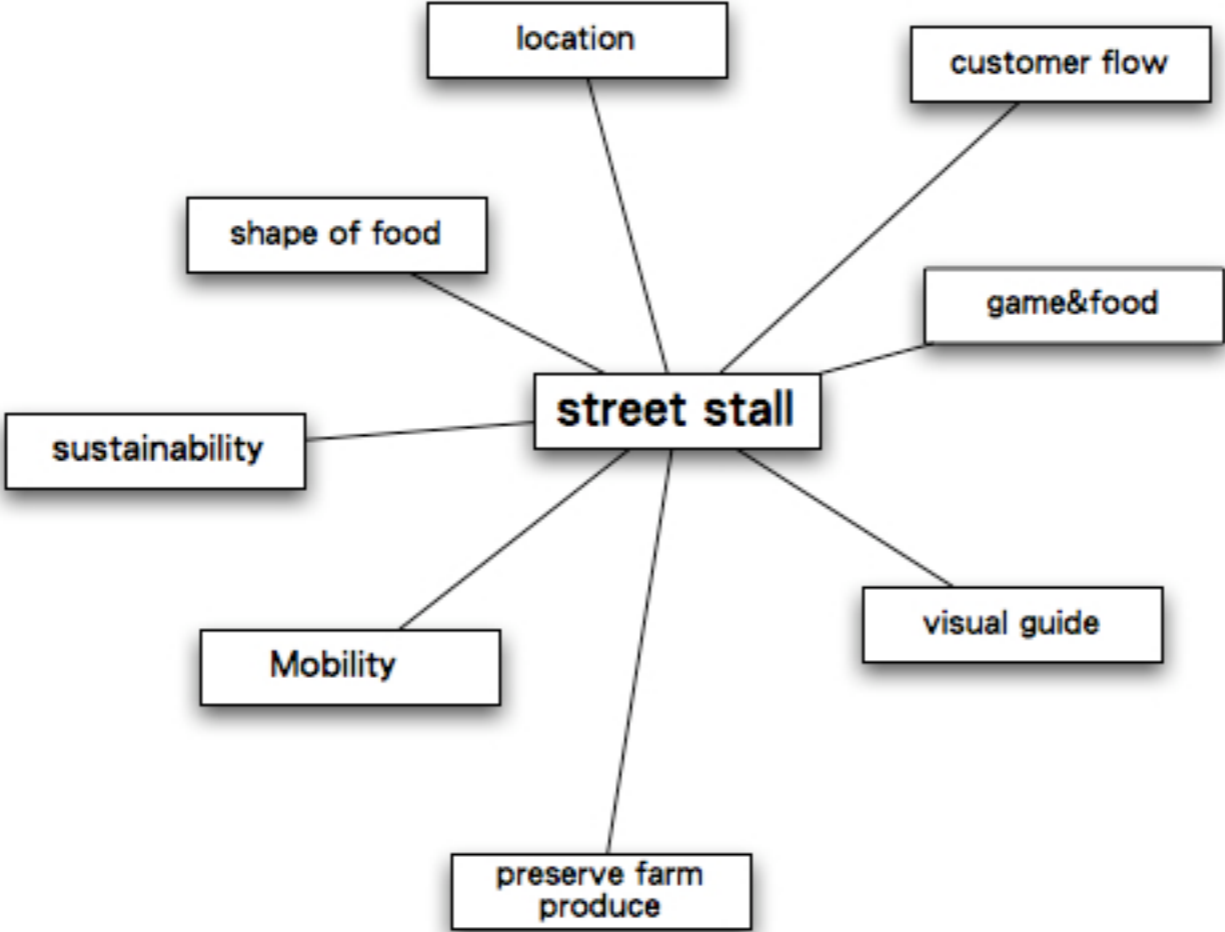 location
customer flow
shape of food
game&food
street stall
sustainability
visual guide
Mobility
preserve farm
produce